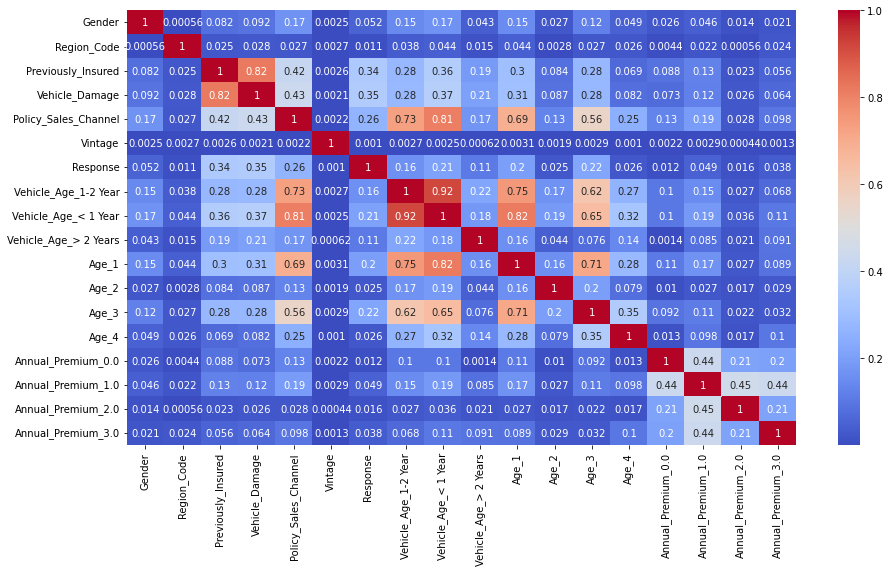 Gender 1 0.00056 0.082 0.092 0.17 0.0025 0.052 0.15 0.17 0.043 0.15 0.027 0.12 0.049 0.026 0.046 0.014 0.021
Region_Code 0.00056 1 0.025 0.028 0.027 0.0027 0.011 0.038 0.044 0.015 0.044 0.0028 0.027 0.026 0.0044 0.022 0.00056 0.024
Previously_Insured 0.082 0.025 1 0.82 0.42 0.0026 0.34 0.28 0.36 0.19 0.3 0.084 0.28 0.069 0.088 0.13 0.023 0.056
Vehicle_Damage 0.092 0.028 0.82 1 0.43 0.0021 0.35 0.28 0.37 0.21 0.31 0.087 0.28 0.082 0.073 0.12 0.026 0.064
Policy_Sales_Channel 0.17 0.027 0.42 0.43 1 0.0022 0.26 0.73 0.81 0.17 0.69 0.13 0.56 0.25 0.13 0.19 0.028 0.098
Vintage 0.0025 0.0027 0.0026 0.0021 0.0022 1 0.001 0.0027 0.0025 0.00062 0.0031 0.0019 0.0029 0.001 0.0022 0.0029 0.00044 0.0013
Response 0.052 0.011 0.34 0.35 0.26 0.001 1 0.16 0.21 0.11 0.2 0.025 0.22 0.026 0.012 0.049 0.016 0.038
Vehicle_Age_1-2 Year 0.15 0.038 0.28 0.28 0.73 0.0027 0.16 1 0.92 0.22 0.75 0.17 0.62 0.27 0.1 0.15 0.027 0.068
Vehicle_Age_< 1 Year 0.17 0.044 0.36 0.37 0.81 0.0025 0.21 0.92 1 0.18 0.82 0.19 0.65 0.32 0.1 0.19 0.036 0.11
Vehicle_Age_> 2 Years 0.043 0.015 0.19 0.21 0.17 0.00062 0.11 0.22 0.18 1 0.16 0.044 0.076 0.14 0.0014 0.085 0.021 0.091
Age_1 0.15 0.044 0.3 0.31 0.69 0.0031 0.2 0.75 0.82 0.16 1 0.16 0.71 0.28 0.11 0.17 0.027 0.089
Age_2 0.027 0.0028 0.084 0.087 0.13 0.0019 0.025 0.17 0.19 0.044 0.16 1 0.2 0.079 0.01 0.027 0.017 0.029
Age_3 0.12 0.027 0.28 0.28 0.56 0.0029 0.22 0.62 0.65 0.076 0.71 0.2 1 0.35 0.092 0.11 0.022 0.032
Age_4 0.049 0.026 0.069 0.082 0.25 0.001 0.026 0.27 0.32 0.14 0.28 0.079 0.35 1 0.013 0.098 0.017 0.1
Annual_Premium_0.0 0.026 0.0044 0.088 0.073 0.13 0.0022 0.012 0.1 0.1 0.0014 0.11 0.01 0.092 0.013 1 0.44 0.21 0.2
Annual_Premium_1.0 0.046 0.022 0.13 0.12 0.19 0.0029 0.049 0.15 0.19 0.085 0.17 0.027 0.11 0.098 0.44 1 0.45 0.44
Annual_Premium_2.0 0.014 0.00056 0.023 0.026 0.028 0.00044 0.016 0.027 0.036 0.021 0.027 0.017 0.022 0.017 0.21 0.45 1 0.21
Annual_Premium_3.0 0.021 0.024 0.056 0.064 0.098 0.0013 0.038 0.068 0.11 0.091 0.089 0.029 0.032 0.1 0.2 0.44 0.21 1
Gender
Region_Code
Previously_Insured
Vehicle_Damage
Policy_Sales_Channel
Vintage
Response
Vehicle_Age_1-2 Year
Vehicle_Age_< 1 Year
Vehicle_Age_> 2 Years
Age_1
Age_2
Age_3
Age_4
Annual_Premium_0.0
Annual_Premium_1.0
Annual_Premium_2.0
Annual_Premium_3.0
1.0
0.8
0.6
0.4
0.2